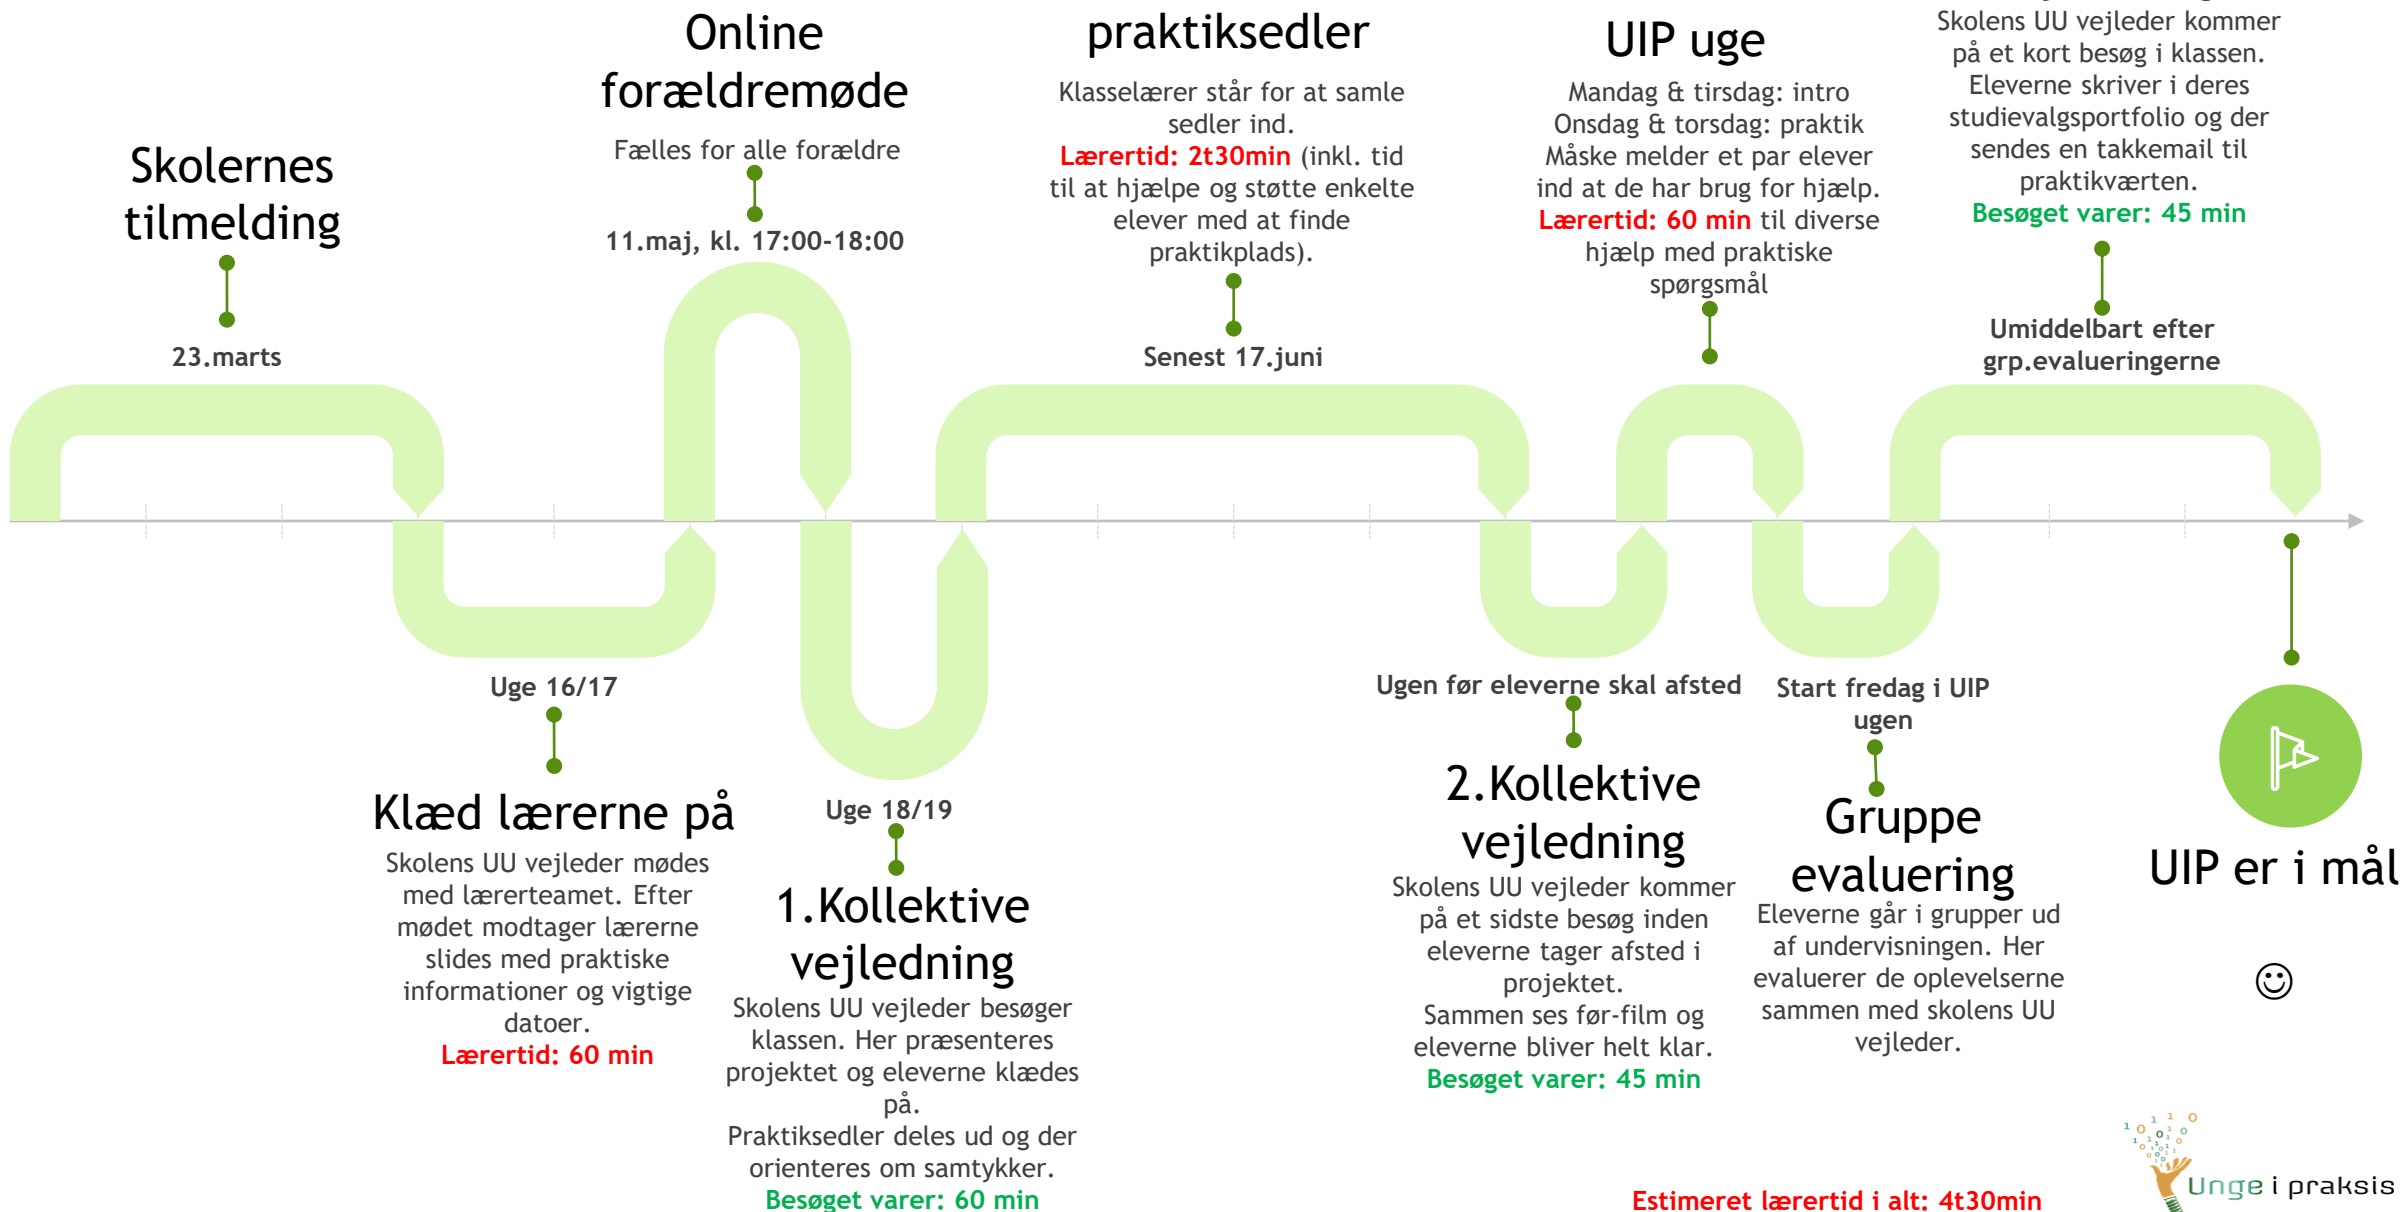 Skolernes
tilmelding
23.marts
Uge 16/17
Klæd lærerne på
Skolens UU vejleder mødes
med lærerteamet. Efter
mødet modtager lærerne
slides med praktiske
informationer og vigtige
datoer.
Lærertid: 60 min
Online
forældremøde
Fælles for alle forældre
11.maj, kl. 17:00-18:00
Uge 18/19
1.Kollektive
vejledning
Skolens UU vejleder besøger
klassen. Her præsenteres
projektet og eleverne klædes
på.
Praktiksedler deles ud og der
orienteres om samtykker.
Besøget varer: 60 min
praktiksedler
Klasselærer står for at samle
sedler ind.
Lærertid: 2t30min (inkl. tid
til at hjælpe og støtte enkelte
elever med at finde
praktikplads).
Senest 17.juni
Ugen før eleverne skal afsted
2.Kollektive
vejledning
Skolens UU vejleder kommer
på et sidste besøg inden
eleverne tager afsted i
projektet.
Sammen ses før-film og
eleverne bliver helt klar.
Besøget varer: 45 min
UIP uge
Mandag & tirsdag: intro
Onsdag & torsdag: praktik
Måske melder et par elever
ind at de har brug for hjælp.
Lærertid: 60 min til diverse
hjælp med praktiske
spørgsmål
Start fredag i UIP
ugen
Gruppe
evaluering
Eleverne går i grupper ud
af undervisningen. Her
evaluerer de oplevelserne
sammen med skolens UU
vejleder.
Skolens UU vejleder kommer
på et kort besøg i klassen.
Eleverne skriver i deres
studievalgsportfolio og der
sendes en takkemail til
praktikværten.
Besøget varer: 45 min
Umiddelbart efter
grp.evalueringerne
UIP er i mål
☺
Estimeret lærertid i alt: 4t30min
Unge i praksis